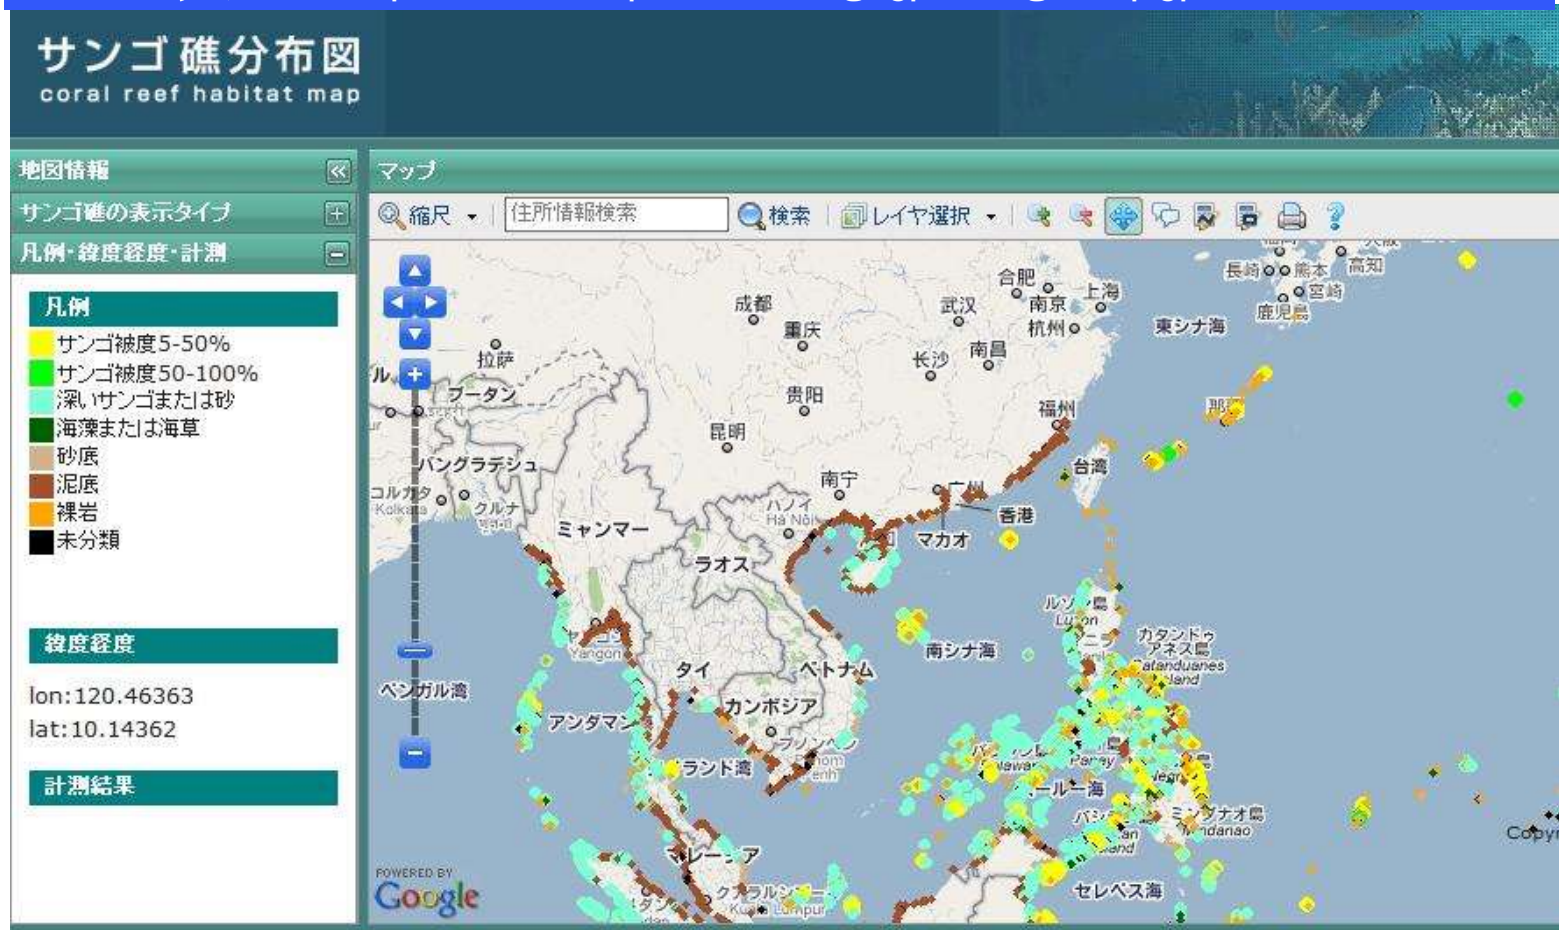 サンゴ礁分布図
coral reef habitat map
地図情報
マップ
サンゴ礁の表示タイプ
縮尺
住所情報検索
検索
レイヤ選択
凡例・緯度経度・計測
凡例
サンゴ被度5-50%
サンゴ被度50-100%
深いサンゴまたは砂
海藻または海草
砂底
泥底
裸岩
未分類
緯度経度
lon:120.46363
lat:10.14362
計測結果
長崎
熊本
高知
宮崎
鹿児島
合肥
南京
上海
杭州
東シナ海
成都
武汉
重庆
拉萨
长沙
南昌
ブータン
贵阳
福州
昆明
バングラデシュ
台湾
南宁
广州
コルカタ
Kolkata
クルナ
ハノイ
Hà Nội
香港
ミャンマー
マカオ
ラオス
Luzon
Yangon
南シナ海
カタンドゥ
アネス島
タイ
ベトナム
ベンガル湾
カンボジア
アンダマン
ランド湾
ールー海
ミンダナオ島
Mindanao
セレベス海
POWERED BY
Google